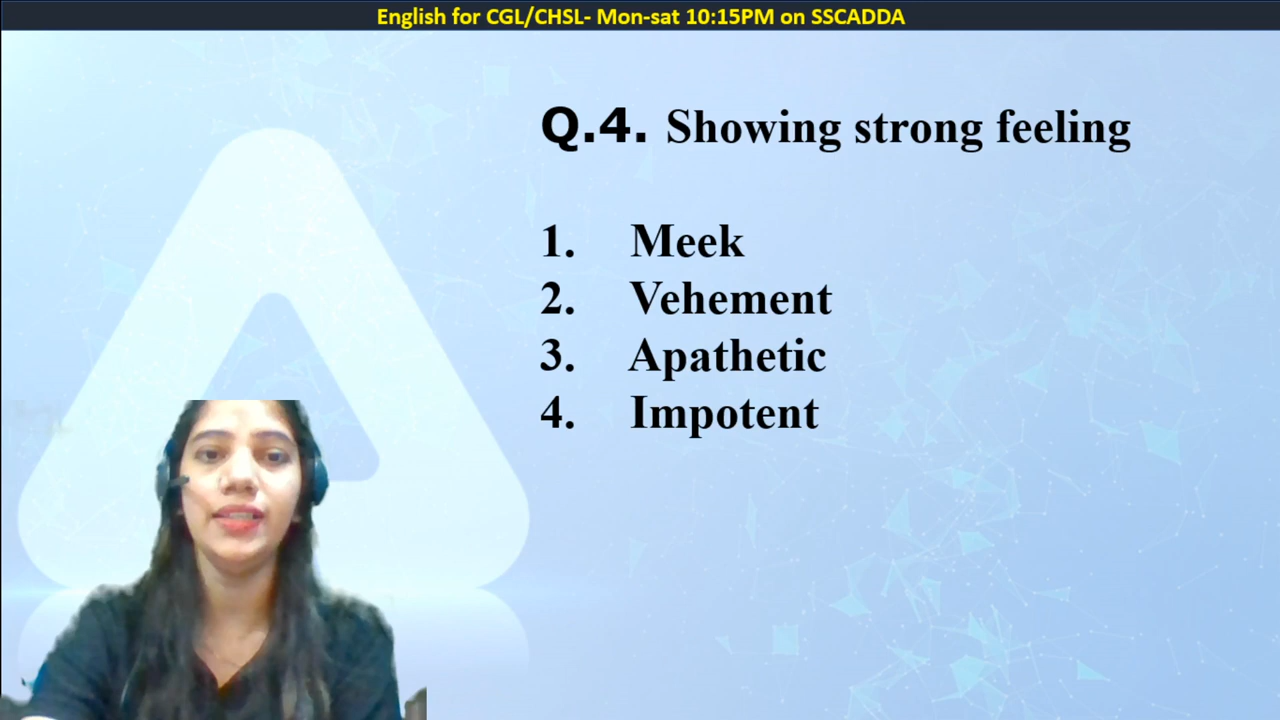 English for CGL/CHSL- Mon-sat 10:15PM on SSCADDA
Q.4. Showing strong feeling
1. Meek
2. Vehement
3. Apathetic
4. Impotent